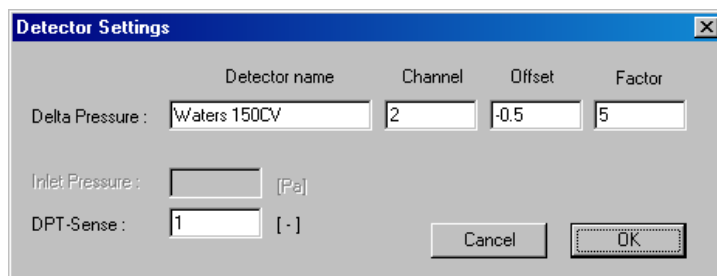 Detector Settings
Detector name Channel Offset Factor
Delta Pressure : Waters 150CV 2 -0.5 5
Inlet Pressure : [Pa]
DPT-Sense : 1 [ - ]
Cancel OK